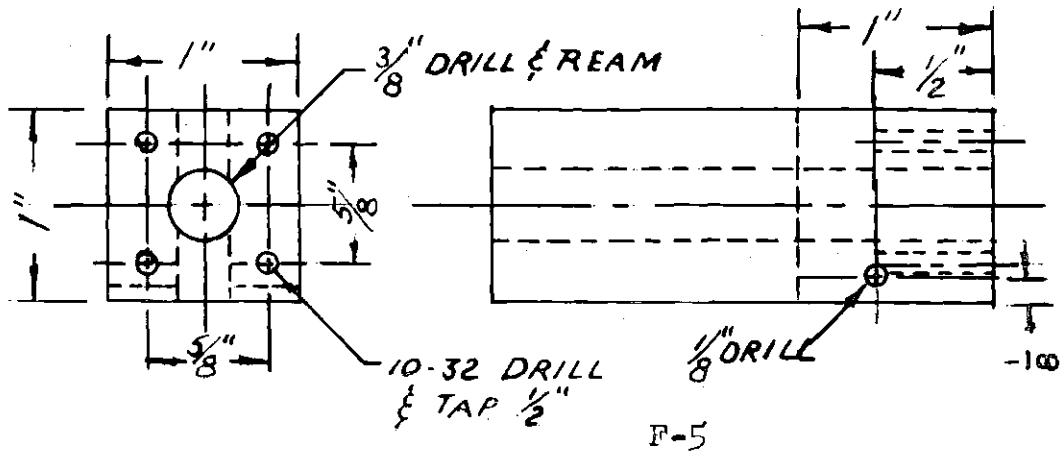 1"
3/8" DRILL & REAM
1"
5/8"
5/8"
10-32 DRILL
& TAP 1/2"
1"
1/2"
1/8" DRILL
-100
F-5